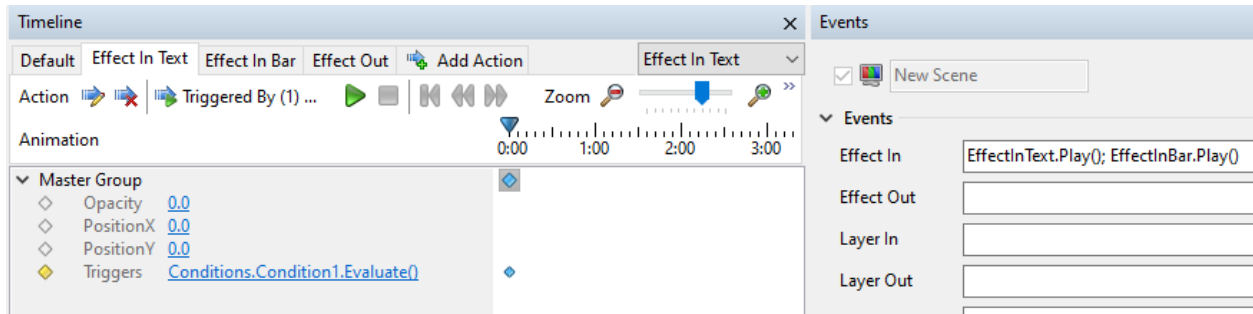 Timeline
Default Effect In Text Effect In Bar Effect Out Add Action Effect In Text
Action Triggered By (1) ... Zoom »
Animation 0:00 1:00 2:00 3:00
Master Group
Opacity 0.0
PositionX 0.0
PositionY 0.0
Triggers Conditions.Condition1.Evaluate()
Events
New Scene
Events
Effect In EffectInText.Play(); EffectInBar.Play()
Effect Out
Layer In
Layer Out